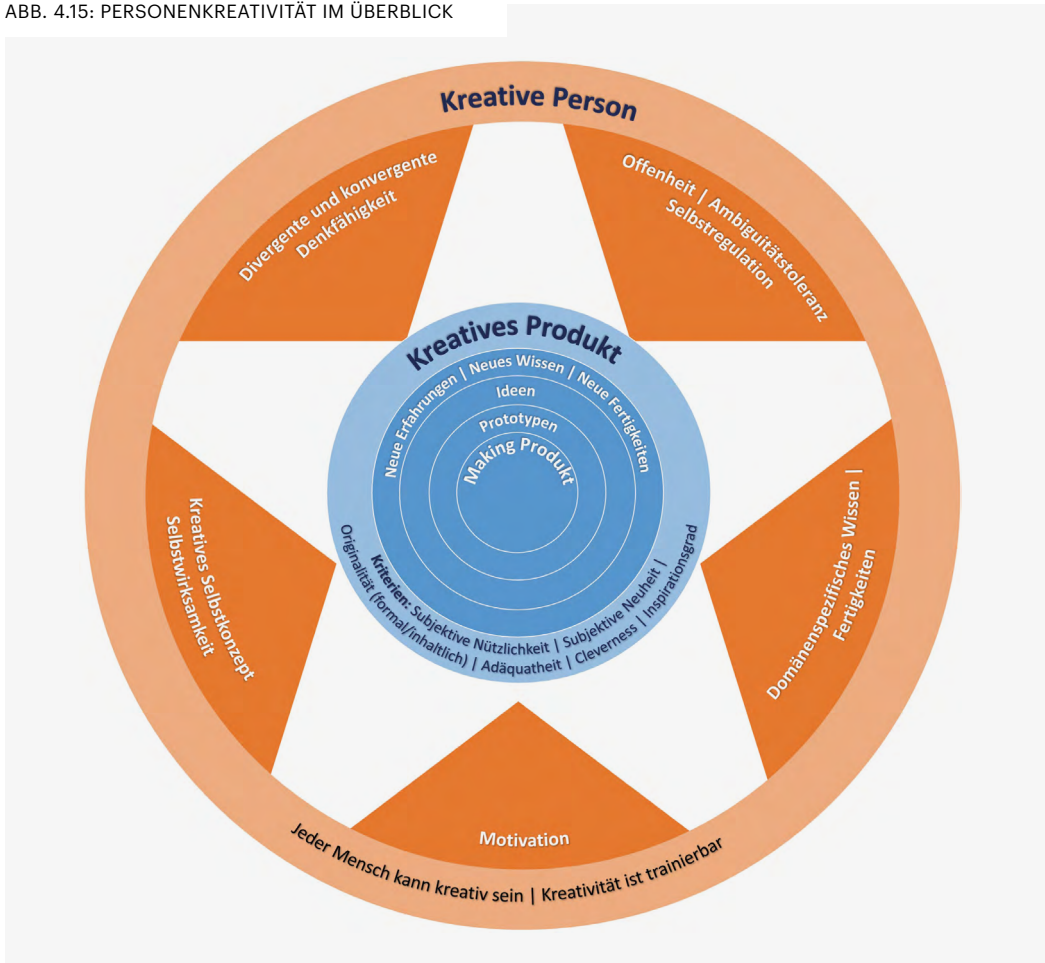 ABB. 4.15: PERSONENKREATIVITÄT IM ÜBERBLICK
Kreative Person
Divergente und konvergente
Denkfähigkeit
Offenheit | Ambiguitätstoleranz
Selbstregulation
Kreatives Produkt
Neue Erfahrungen | Neues Wissen | Neue Fertigkeiten
Ideen
Prototypen
Making Produkt
Kriterien: Subjektive Nützlichkeit | Subjektive Neuheit |
Originalität (formal/inhaltlich) | Adäquatheit | Cleverness | Inspirationsgrad
Kreatives Selbstkonzept
Selbstwirksamkeit
Domänenspezifisches Wissen |
Fertigkeiten
Motivation
Jeder Mensch kann kreativ sein | Kreativität ist trainierbar